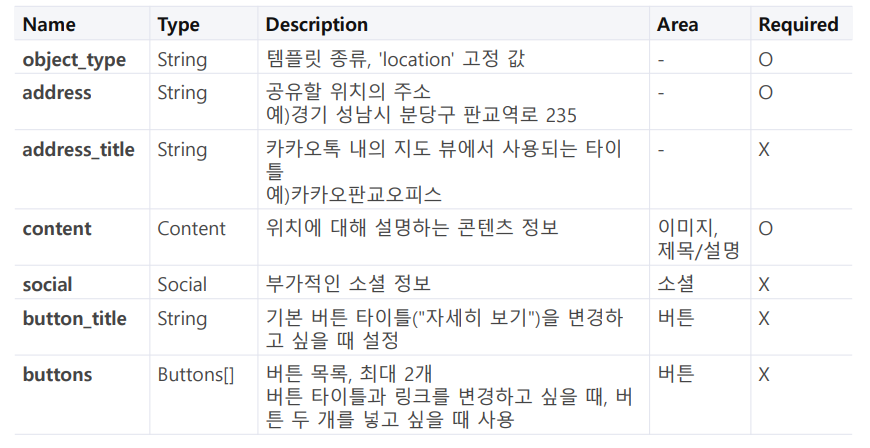 Name Type Description Area Required
object_type String 템플릿 종류, 'location' 고정 값 - O
address String 공유할 위치의 주소 - O
예)경기 성남시 분당구 판교역로 235
address_title String 카카오톡 내의 지도 뷰에서 사용되는 타이 - X
틀
예)카카오판교오피스
content Content 위치에 대해 설명하는 콘텐츠 정보 이미지, O
제목/설명
social Social 부가적인 소셜 정보 소셜 X
button_title String 기본 버튼 타이틀("자세히 보기")을 변경하 버튼 X
고 싶을 때 설정
buttons Buttons[] 버튼 목록, 최대 2개 버튼 X
버튼 타이틀과 링크를 변경하고 싶을 때, 버
튼 두 개를 넣고 싶을 때 사용